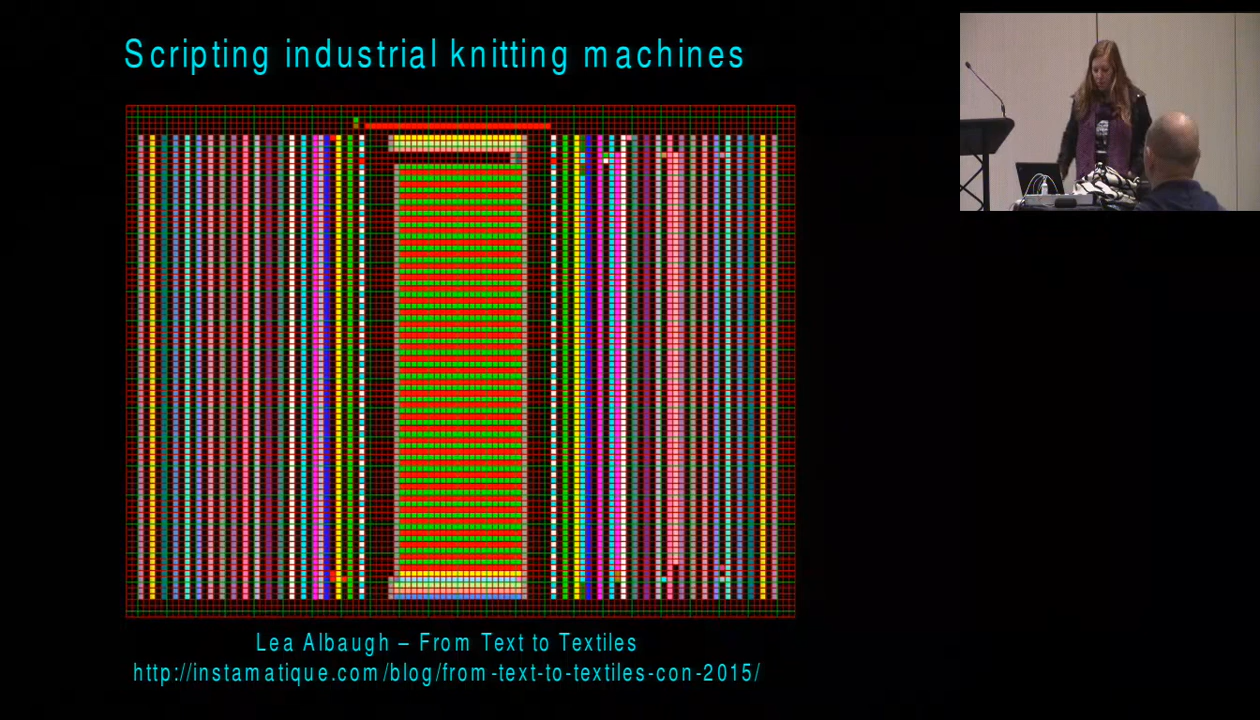 Scripting industrial knitting machines
Lea Albaugh – From Text to Textiles
http://instamatique.com/blog/from-text-to-textiles-con-2015/